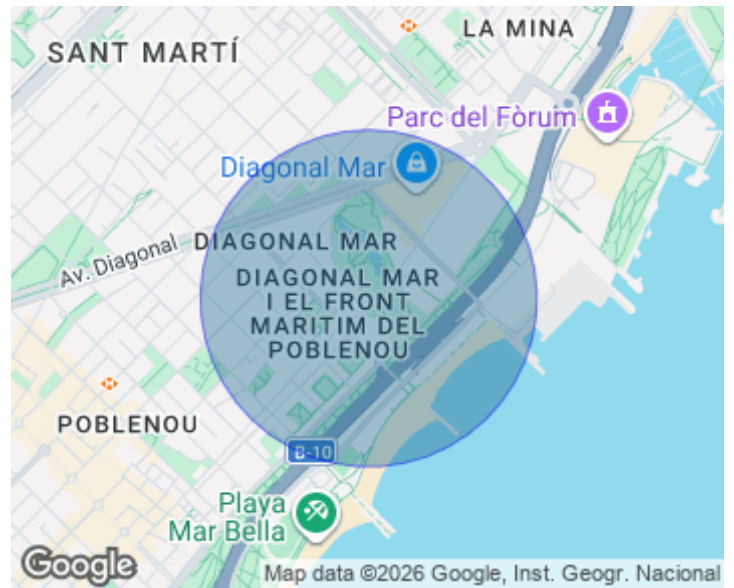 LA MINA
SANT MARTÍ
Parc del Fòrum
Diagonal Mar
Av. Diagonal
DIAGONAL MAR
DIAGONAL MAR
I EL FRONT
MARITIM DEL
POBLENOU
POBLENOU
B-10
Playa
Mar Bella
Google
Map data ©2026 Google, Inst. Geogr. Nacional